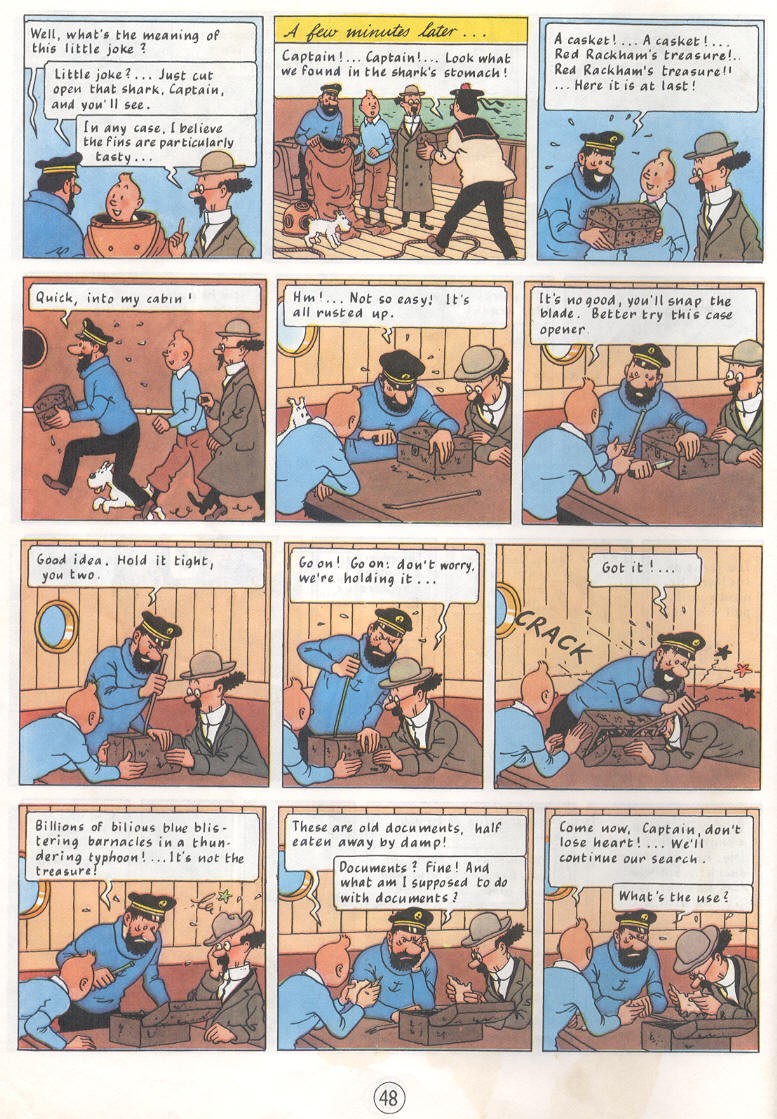 Well, what's the meaning of
this little joke?
Little joke?... Just cut
open that shark, Captain,
and you'll see.
In any case, I believe
the fins are particularly
tasty...
A few minutes later...
Captain!... Captain!... Look what
we found in the shark's stomach!
A casket!... A casket!...
Red Rackham's treasure!..
Red Rackham's treasure!!
... Here it is at last!
Quick, into my cabin!
Hm!... Not so easy! It's
all rusted up.
It's no good, you'll snap the
blade. Better try this case
opener
Good idea. Hold it tight,
you two.
Go on! Go on: don't worry,
we're holding it...
Got it!...
CRACK
Billions of bilious blue blis-
tering barnacles in a thun-
dering typhoon!...It's not the
treasure!
These are old documents, half
eaten away by damp!
Documents? Fine! And
what am I supposed to do
with documents?
Come now, Captain, don't
lose heart!... We'll
continue our search.
What's the use?
48